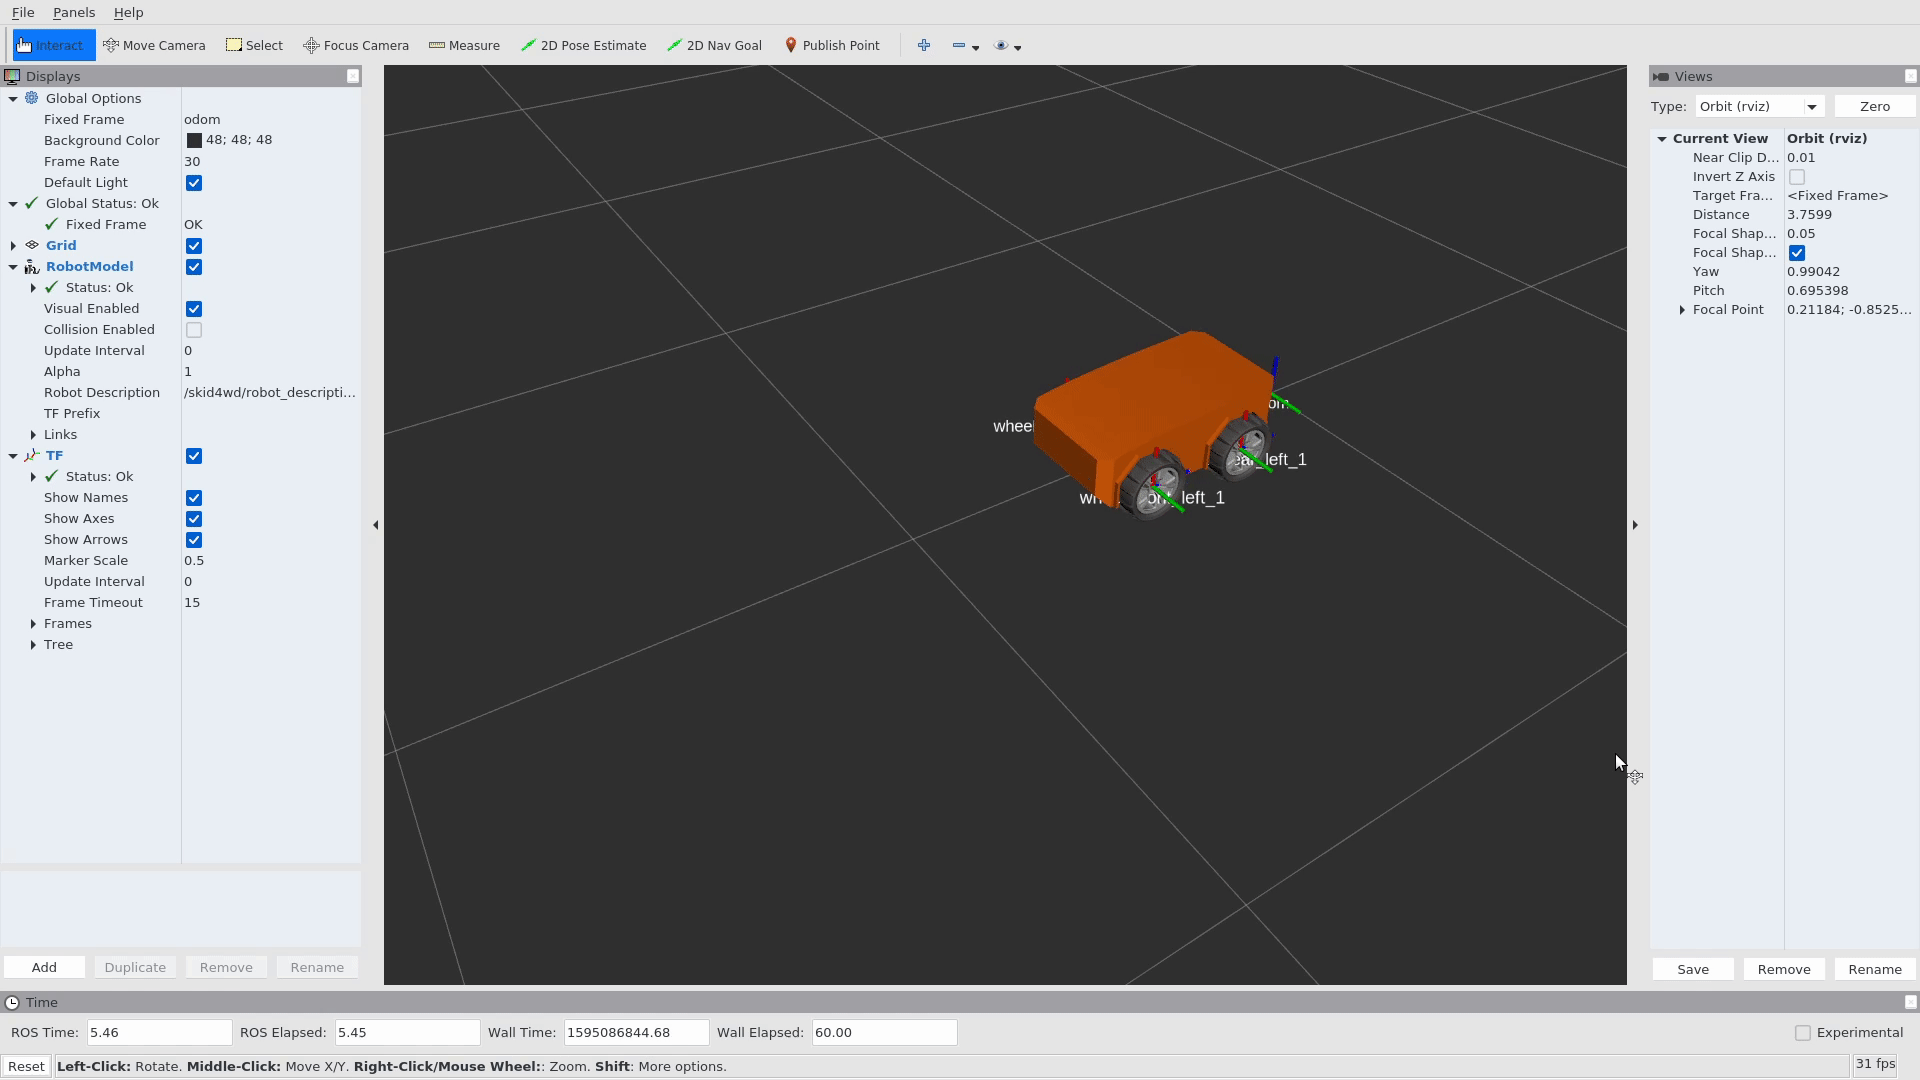 File Panels Help
Interact Move Camera Select Focus Camera Measure 2D Pose Estimate 2D Nav Goal Publish Point
Displays
Global Options
Fixed Frame odom
Background Color 48; 48; 48
Frame Rate 30
Default Light
Global Status: Ok
Fixed Frame OK
Grid
RobotModel
Status: Ok
Visual Enabled
Collision Enabled
Update Interval 0
Alpha 1
Robot Description /skid4wd/robot_descripti...
TF Prefix
Links
TF
Status: Ok
Show Names
Show Axes
Show Arrows
Marker Scale 0.5
Update Interval 0
Frame Timeout 15
Frames
Tree
Add Duplicate Remove Rename
wheel
left_1
left_1
Views
Type: Orbit (rviz) Zero
Current View Orbit (rviz)
Near Clip D... 0.01
Invert Z Axis
Target Fra... <Fixed Frame>
Distance 3.7599
Focal Shap... 0.05
Focal Shap...
Yaw 0.99042
Pitch 0.695398
Focal Point 0.21184; -0.8525...
Save Remove Rename
Time
ROS Time: 5.46 ROS Elapsed: 5.45 Wall Time: 1595086844.68 Wall Elapsed: 60.00 Experimental
Reset Left-Click: Rotate. Middle-Click: Move X/Y. Right-Click/Mouse Wheel:: Zoom. Shift: More options. 31 fps